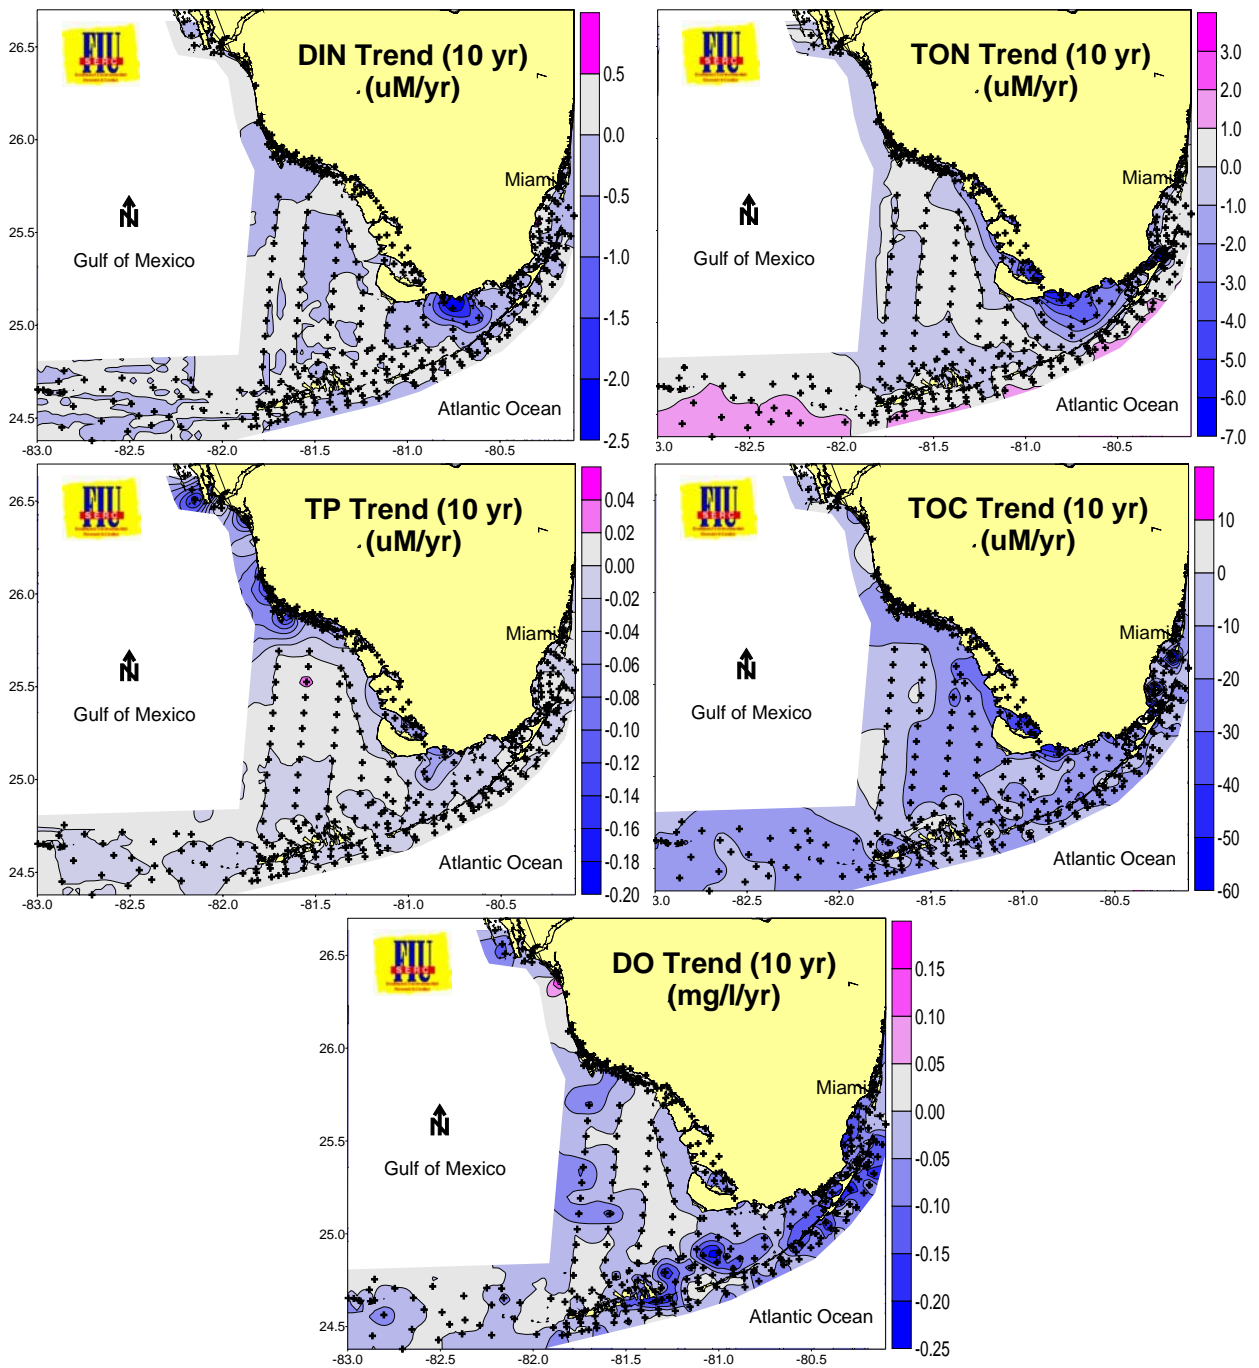 DIN Trend (10 yr)
(uM/yr)
FIU
SERC
Gulf of Mexico
Miami
Atlantic Ocean
N
26.5
26.0
25.5
25.0
24.5
-83.0 -82.5 -82.0 -81.5 -81.0 -80.5
0.5
0.0
-0.5
-1.0
-1.5
-2.0
-2.5
TON Trend (10 yr)
(uM/yr)
FIU
SERC
Gulf of Mexico
Miami
Atlantic Ocean
N
-83.0 -82.5 -82.0 -81.5 -81.0 -80.5
3.0
2.0
1.0
0.0
-1.0
-2.0
-3.0
-4.0
-5.0
-6.0
-7.0
TP Trend (10 yr)
(uM/yr)
FIU
SERC
Gulf of Mexico
Miami
Atlantic Ocean
N
26.5
26.0
25.5
25.0
24.5
-83.0 -82.5 -82.0 -81.5 -81.0 -80.5
0.04
0.02
0.00
-0.02
-0.04
-0.06
-0.08
-0.10
-0.12
-0.14
-0.16
-0.18
-0.20
TOC Trend (10 yr)
(uM/yr)
FIU
SERC
Gulf of Mexico
Miami
Atlantic Ocean
N
-83.0 -82.5 -82.0 -81.5 -81.0 -80.5
10
0
-10
-20
-30
-40
-50
-60
DO Trend (10 yr)
(mg/l/yr)
FIU
SERC
Gulf of Mexico
Miami
Atlantic Ocean
N
26.5
26.0
25.5
25.0
24.5
-83.0 -82.5 -82.0 -81.5 -81.0 -80.5
0.15
0.10
0.05
0.00
-0.05
-0.10
-0.15
-0.20
-0.25